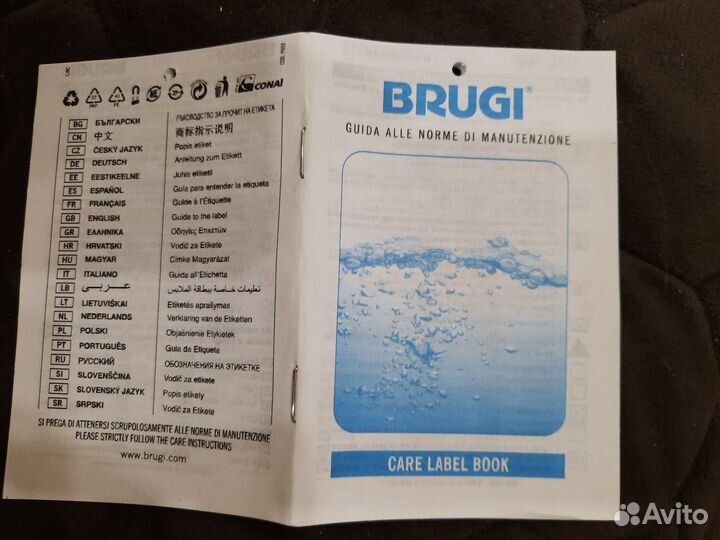 CONAI
BG БЪЛГАРСКИ РЪКОВОДСТВО ЗА ПРОЧИТ НА ЕТИКЕТА
CN 中文 商标指示说明
CZ ČESKÝ JAZYK Popis etiket
DE DEUTSCH Anleitung zum Etikett
EE EESTIKEELNE Juhis etiketil
ES ESPAÑOL Guía para entender la etiqueta
FR FRANÇAIS Guide à l'Étiquette
GB ENGLISH Guide to the label
GR ΕΛΛΗΝΙΚΑ Οδηγίες Ετικετών
HR HRVATSKI Vodič za Etikete
HU MAGYAR Címke Magyarázat
IT ITALIANO Guida all'Etichetta
LB عــربــي تعليمات خاصة ببطاقة الملابس
LT LIETUVIŠKAI Etiketės aprašymas
NL NEDERLANDS Verklaring van de Etiketten
PL POLSKI Objaśnienie Etykietek
PT PORTUGUÊS Guia da Etiqueta
RU РУССКИЙ ОБОЗНАЧЕНИЯ НА ЭТИКЕТКЕ
SI SLOVENŠČINA Vodič za etikete
SK SLOVENSKÝ JAZYK Popis etikety
SR SRPSKI Vodič za Etikete
SI PREGA DI ATTENERSI SCRUPOLOSAMENTE ALLE NORME DI MANUTENZIONE
PLEASE STRICTLY FOLLOW THE CARE INSTRUCTIONS
www.brugi.com
BRUGI®
GUIDA ALLE NORME DI MANUTENZIONE
CARE LABEL BOOK
Avito